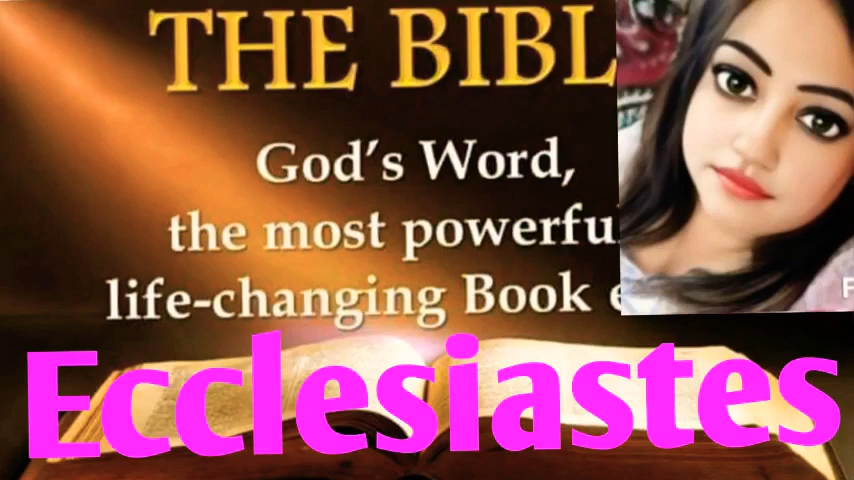 THE BIBL
God's Word,
the most powerfu
life-changing Book e
F
Ecclesiastes